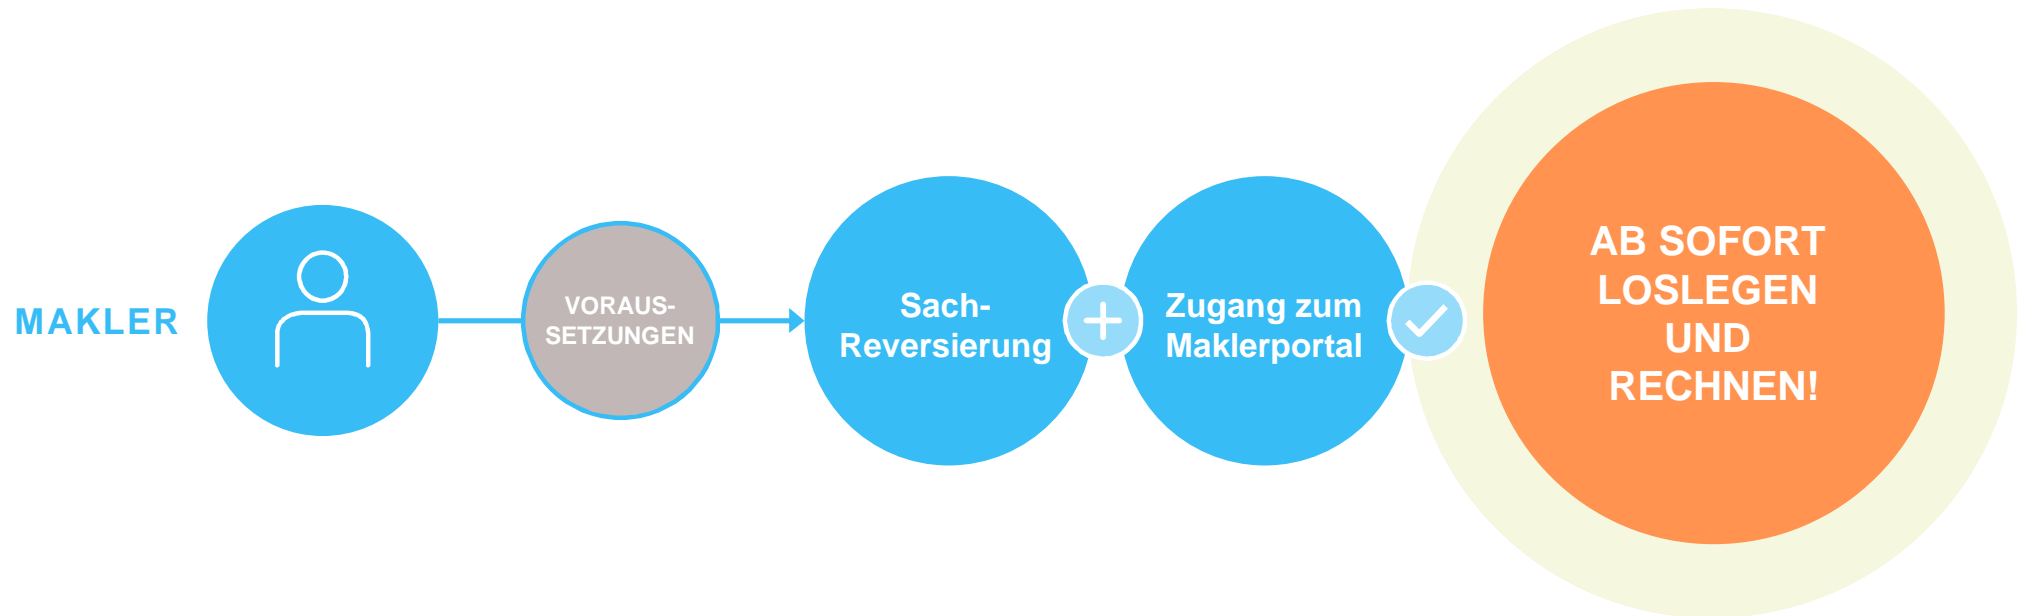 MAKLER
VORAUS-
SETZUNGEN
Sach-
Reversierung
Zugang zum
Maklerportal
AB SOFORT
LOSLEGEN
UND
RECHNEN!